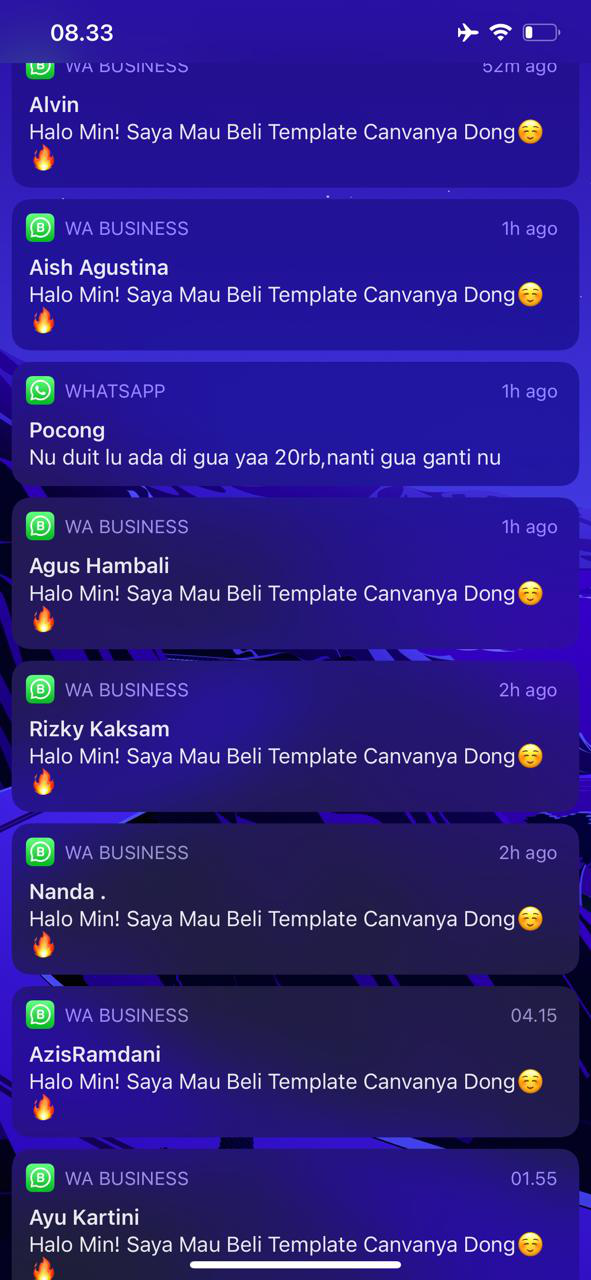 08.33
WA BUSINESS 52m ago
Alvin
Halo Min! Saya Mau Beli Template Canvanya Dong☺️
🔥
WA BUSINESS 1h ago
Aish Agustina
Halo Min! Saya Mau Beli Template Canvanya Dong☺️
🔥
WHATSAPP 1h ago
Pocong
Nu duit lu ada di gua yaa 20rb,nanti gua ganti nu
WA BUSINESS 1h ago
Agus Hambali
Halo Min! Saya Mau Beli Template Canvanya Dong☺️
🔥
WA BUSINESS 2h ago
Rizky Kaksam
Halo Min! Saya Mau Beli Template Canvanya Dong☺️
🔥
WA BUSINESS 2h ago
Nanda .
Halo Min! Saya Mau Beli Template Canvanya Dong☺️
🔥
WA BUSINESS 04.15
AzisRamdani
Halo Min! Saya Mau Beli Template Canvanya Dong☺️
🔥
WA BUSINESS 01.55
Ayu Kartini
Halo Min! Saya Mau Beli Template Canvanya Dong☺️
🔥